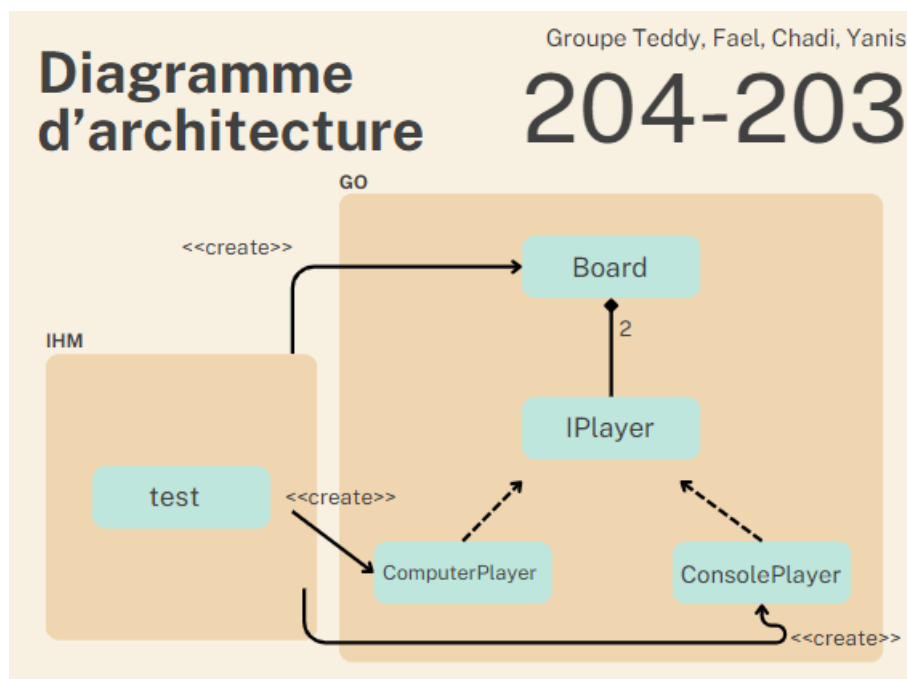 Groupe Teddy, Fael, Chadi, Yanis
Diagramme
d’architecture
204-203
GO
<<create>>
Board
2
IHM
IPlayer
test
<<create>>
ComputerPlayer
ConsolePlayer
<<create>>